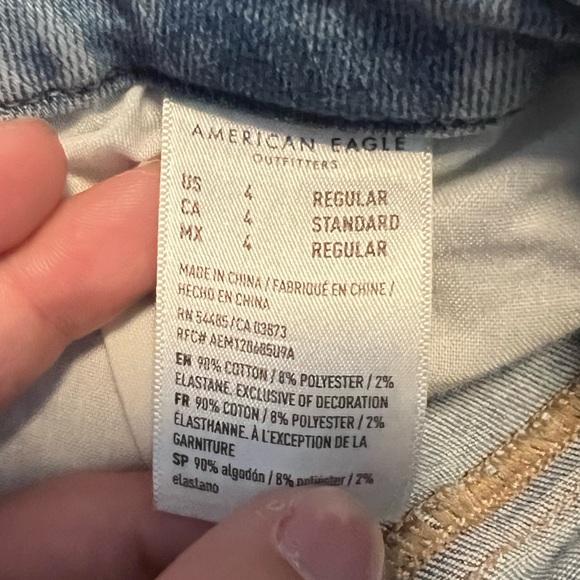 AMERICAN EAGLE
OUTFITTERS
US 4 REGULAR
CA 4 STANDARD
MX 4 REGULAR
MADE IN CHINA / FABRIQUÉ EN CHINE /
HECHO EN CHINA
RN 54485 / CA 03873
RFC# AEM120685U9A
EN 90% COTTON / 8% POLYESTER / 2%
ELASTANE. EXCLUSIVE OF DECORATION
FR 90% COTON / 8% POLYESTER / 2%
ÉLASTHANNE. À L'EXCEPTION DE LA
GARNITURE
SP 90% algodón / 8% poliéster / 2%
elastano